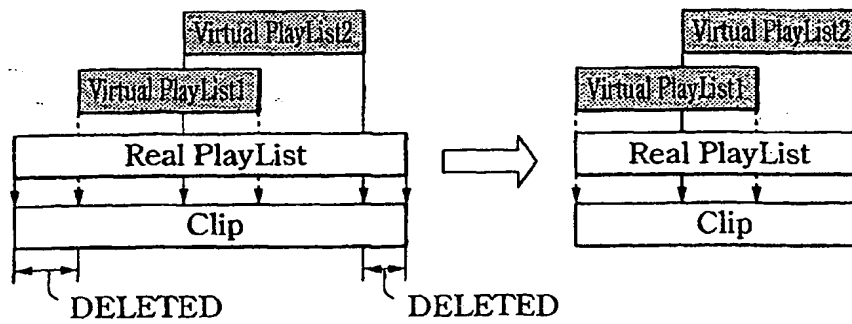 Virtual PlayList2
Virtual PlayList2
Virtual PlayList1
Virtual PlayList1
Real PlayList
Real PlayList
Clip
Clip
DELETED
DELETED